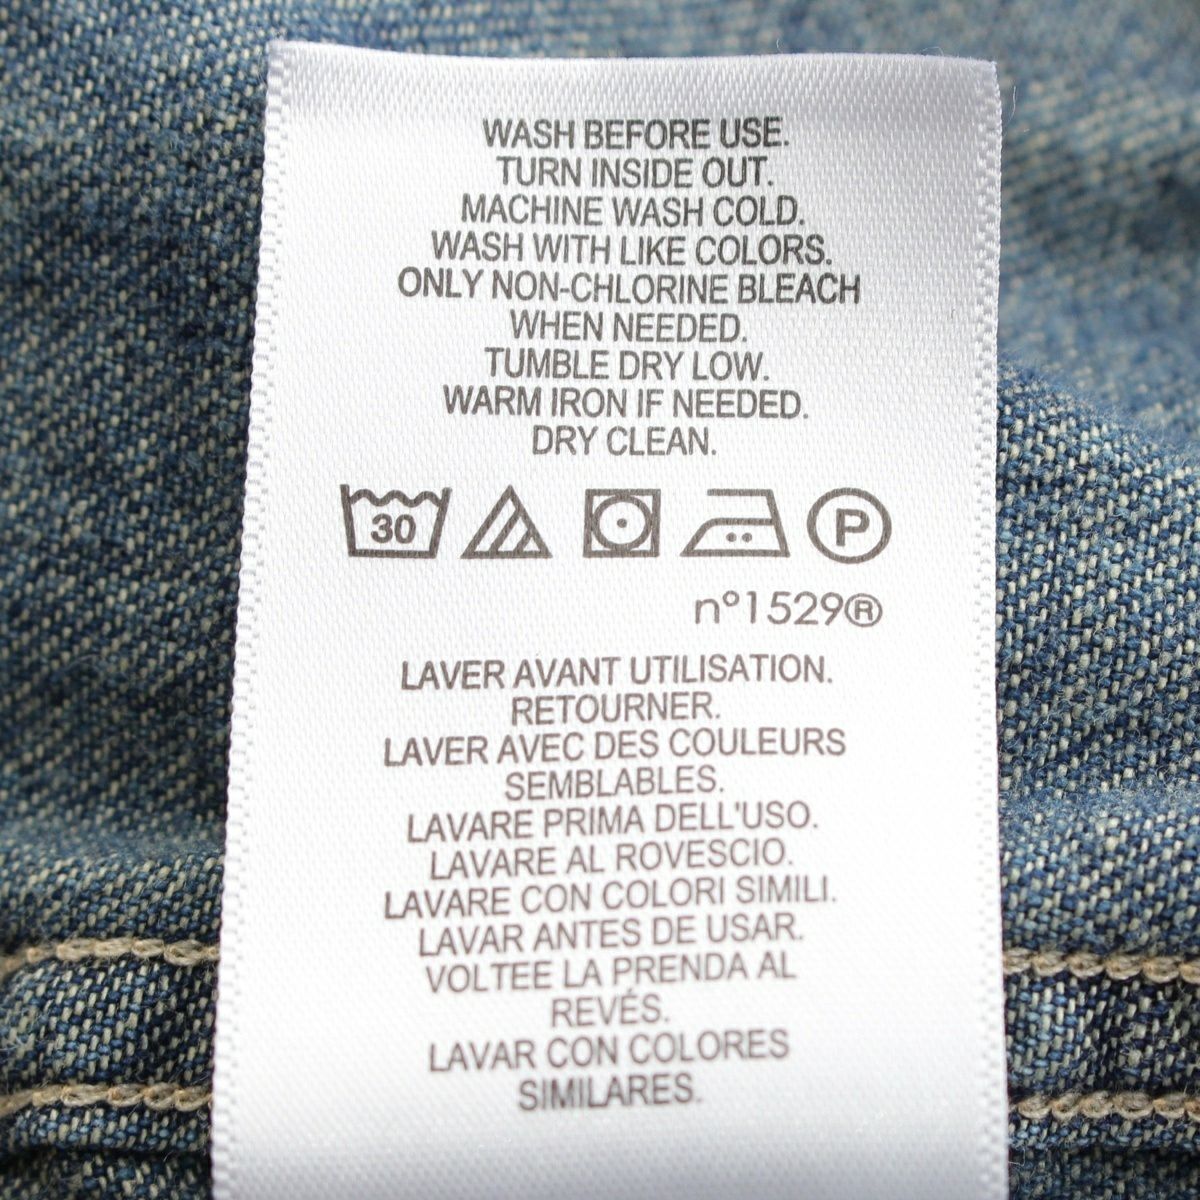 WASH BEFORE USE.
TURN INSIDE OUT.
MACHINE WASH COLD.
WASH WITH LIKE COLORS.
ONLY NON-CHLORINE BLEACH
WHEN NEEDED.
TUMBLE DRY LOW.
WARM IRON IF NEEDED.
DRY CLEAN.
30 P
n°1529®
LAVER AVANT UTILISATION.
RETOURNER.
LAVER AVEC DES COULEURS
SEMBLABLES.
LAVARE PRIMA DELL'USO.
LAVARE AL ROVESCIO.
LAVARE CON COLORI SIMILI.
LAVAR ANTES DE USAR.
VOLTEE LA PRENDA AL
REVÉS.
LAVAR CON COLORES
SIMILARES.